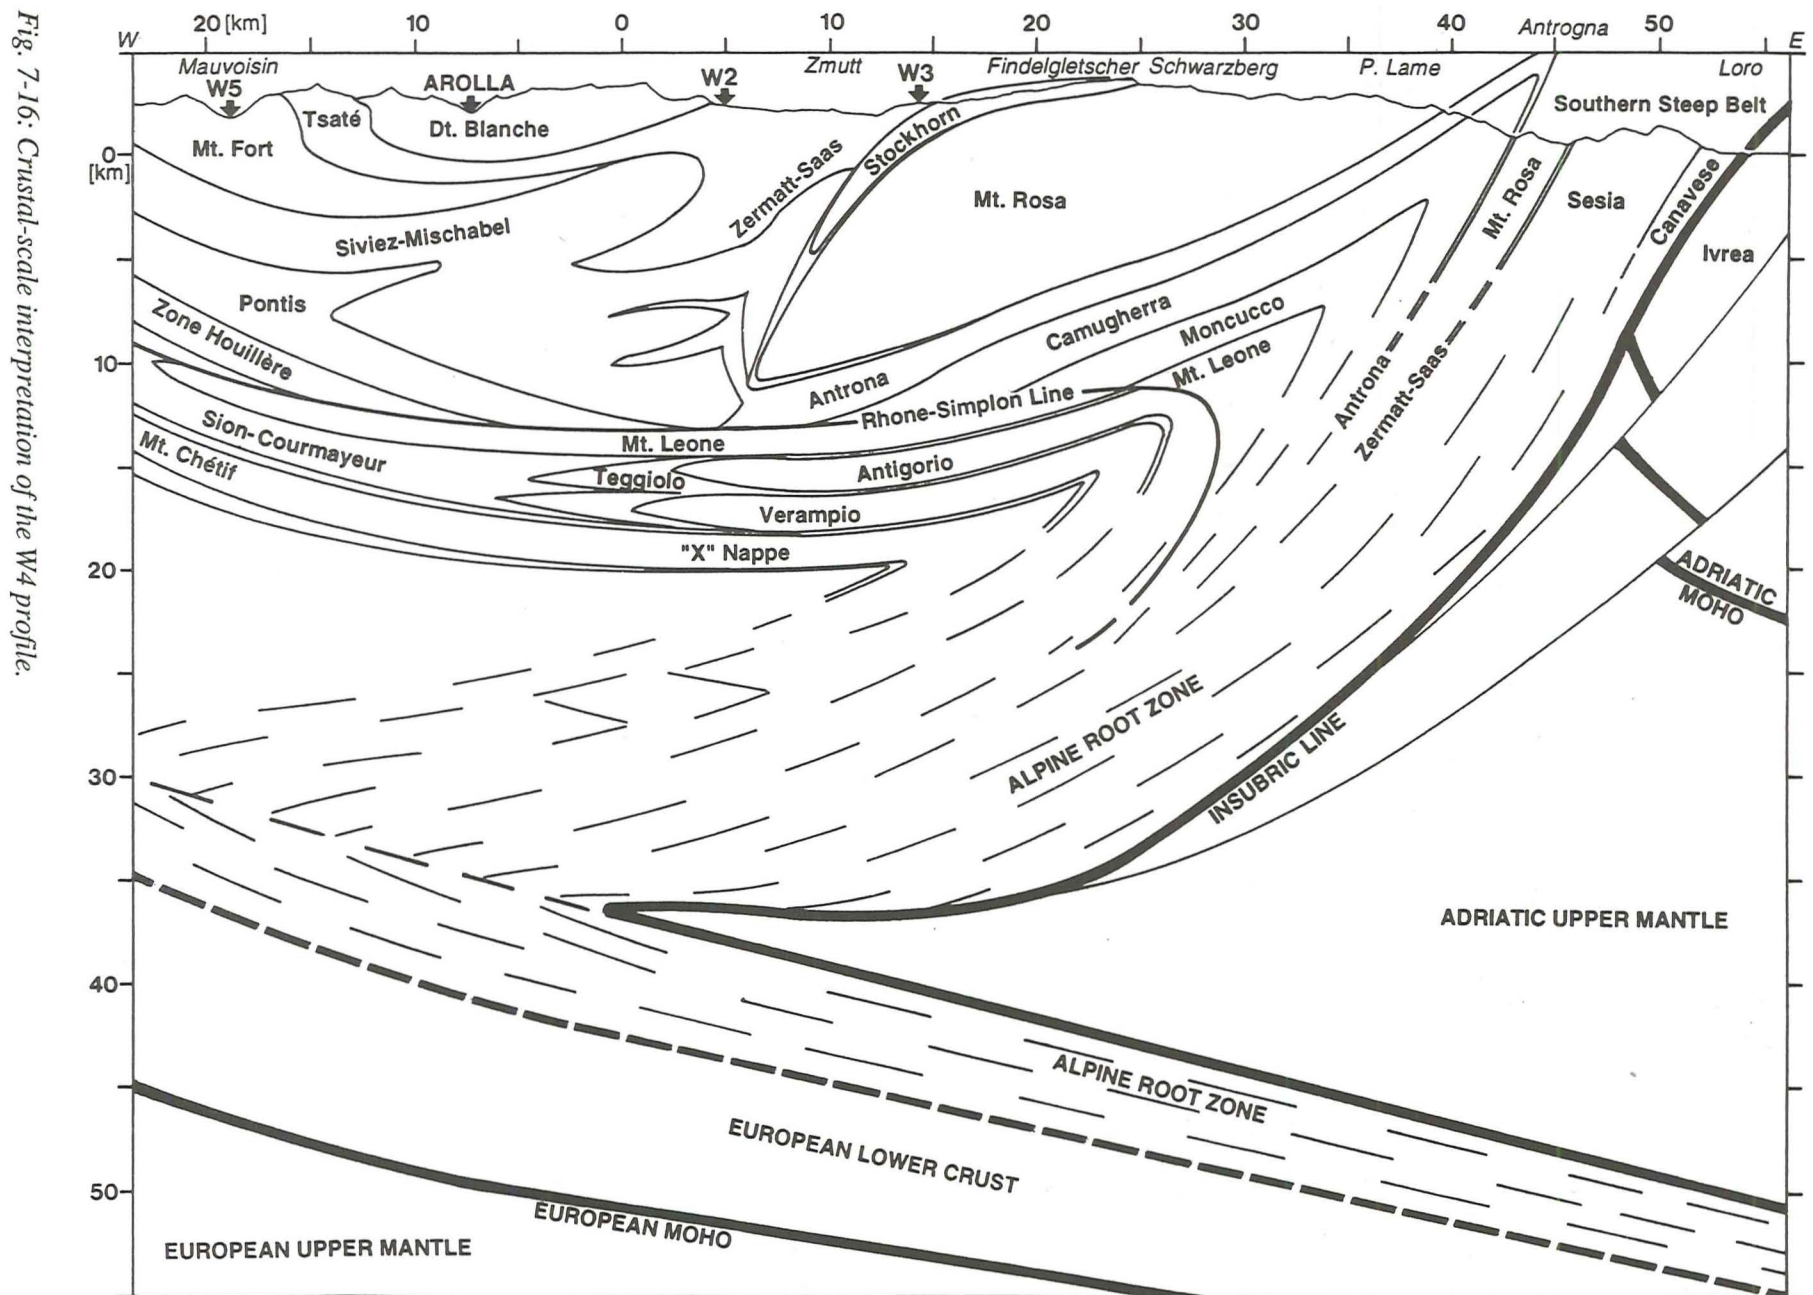 Fig. 7-16: Crustal-scale interpretation of the W4 profile.
20 [km] 10 0 10 20 30 40 50
W Antrogna E
Mauvoisin Zmutt Findelgletscher Schwarzberg P. Lame Loro
W5 AROLLA W2 W3
Southern Steep Belt
Tsaté
Mt. Fort
Dt. Blanche
Stockhorn
Zermatt-Saas
Mt. Rosa
Mt. Rosa
Sesia
Canavese
Ivrea
0
[km]
Siviez-Mischabel
Pontis
Zone Houillère
Camugherra
Moncucco
Mt. Leone
10
Antrona
Rhone-Simplon Line
Antrona
Zermatt-Saas
Sion-Courmayeur
Mt. Leone
Mt. Chétif
Teggiolo
Antigorio
Verampio
"X" Nappe
20
ADRIATIC
MOHO
ALPINE ROOT ZONE
INSUBRIC LINE
30
ADRIATIC UPPER MANTLE
40
ALPINE ROOT ZONE
EUROPEAN LOWER CRUST
50
EUROPEAN MOHO
EUROPEAN UPPER MANTLE